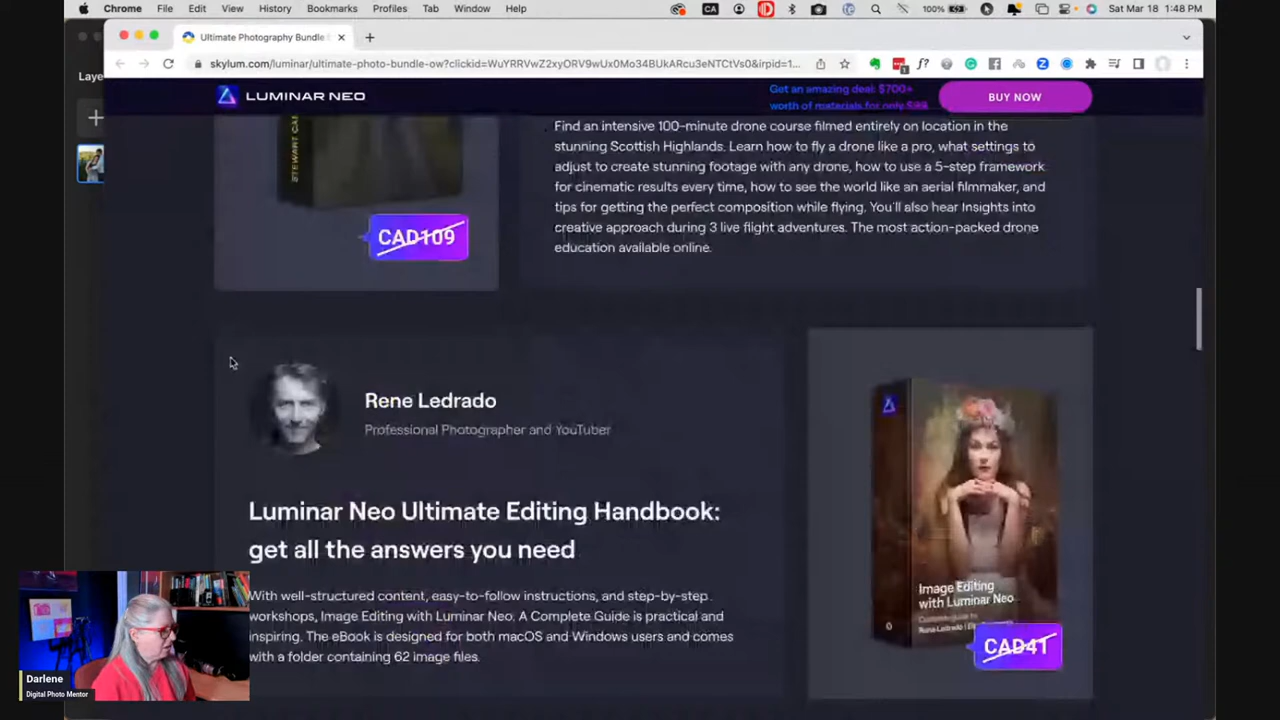 Chrome File Edit View History Bookmarks Profiles Tab Window Help CA 100% Sat Mar 18 1:48 PM
Ultimate Photography Bundle
skylum.com/luminar/ultimate-photo-bundle-ow?clickid=WuYRRVwZ2xyORV9wUx0Mo34BUkARcu3eNTCtVs0&irpid=1...
Laye
LUMINAR NEO
Get an amazing deal: $700+
worth of materials for only $99
BUY NOW
STEWART CA
CAD109
Find an intensive 100-minute drone course filmed entirely on location in the
stunning Scottish Highlands. Learn how to fly a drone like a pro, what settings to
adjust to create stunning footage with any drone, how to use a 5-step framework
for cinematic results every time, how to see the world like an aerial filmmaker, and
tips for getting the perfect composition while flying. You'll also hear Insights into
creative approach during 3 live flight adventures. The most action-packed drone
education available online.
Rene Ledrado
Professional Photographer and YouTuber
Luminar Neo Ultimate Editing Handbook:
get all the answers you need
With well-structured content, easy-to-follow instructions, and step-by-step
workshops, Image Editing with Luminar Neo. A Complete Guide is practical and
inspiring. The eBook is designed for both macOS and Windows users and comes
with a folder containing 62 image files.
Image Editing
with Luminar Neo
CAD41
Darlene
Digital Photo Mentor